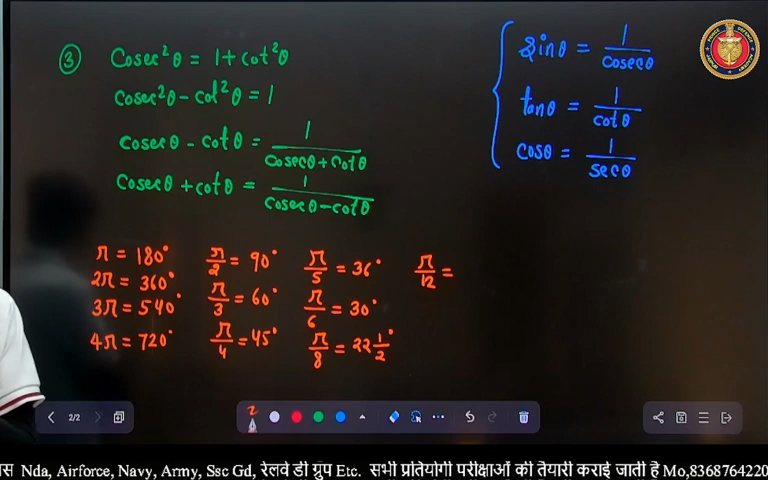 ③ Cosec²θ = 1 + cot²θ
cosec²θ - cot²θ = 1
cosecθ - cotθ = 1/(cosecθ + cotθ)
cosecθ + cotθ = 1/(cosecθ - cotθ)
sinθ = 1/cosecθ
tanθ = 1/cotθ
cosθ = 1/secθ
π = 180°
2π = 360°
3π = 540°
4π = 720°
π/2 = 90°
π/3 = 60°
π/4 = 45°
π/5 = 36°
π/6 = 30°
π/8 = 22 1/2°
π/12 =
2/2
स Nda, Airforce, Navy, Army, Ssc Gd, रेलवे डी ग्रुप Etc. सभी प्रतियोगी परीक्षाओं की तैयारी कराई जाती है Mo,8368764220